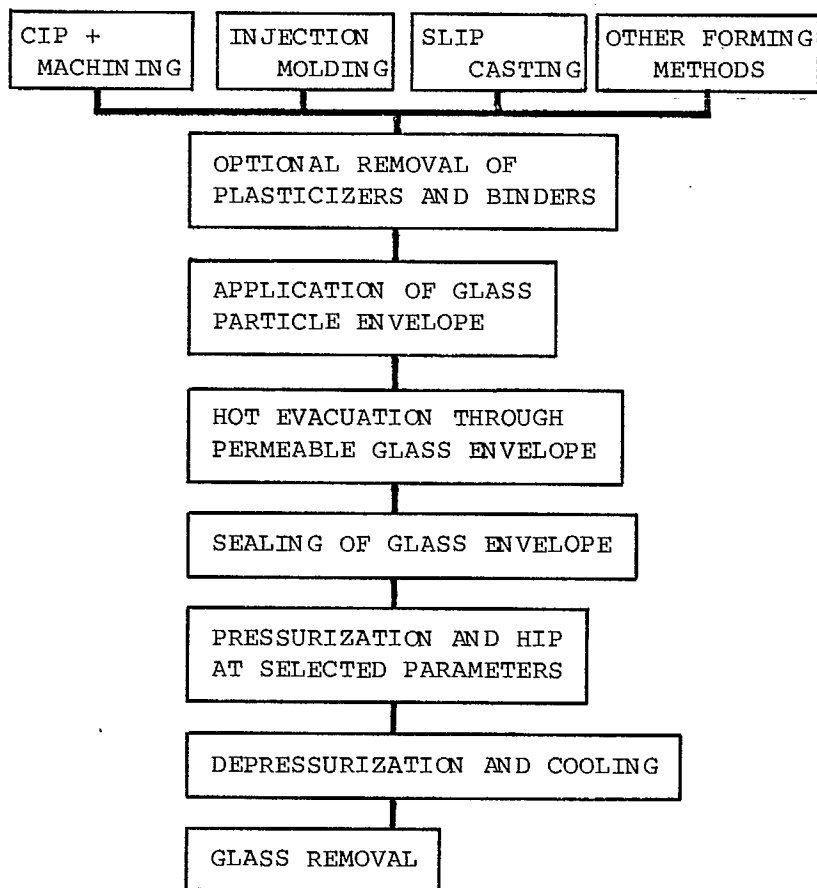 CIP +
MACHINING
INJECTION
MOLDING
SLIP
CASTING
OTHER FORMING
METHODS
OPTIONAL REMOVAL OF
PLASTICIZERS AND BINDERS
APPLICATION OF GLASS
PARTICLE ENVELOPE
HOT EVACUATION THROUGH
PERMEABLE GLASS ENVELOPE
SEALING OF GLASS ENVELOPE
PRESSURIZATION AND HIP
AT SELECTED PARAMETERS
DEPRESSURIZATION AND COOLING
GLASS REMOVAL